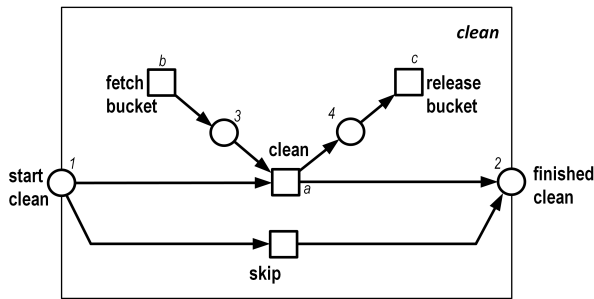 clean
b
c
fetch
bucket
release
bucket
3
4
clean
1
2
start
clean
a
finished
clean
skip